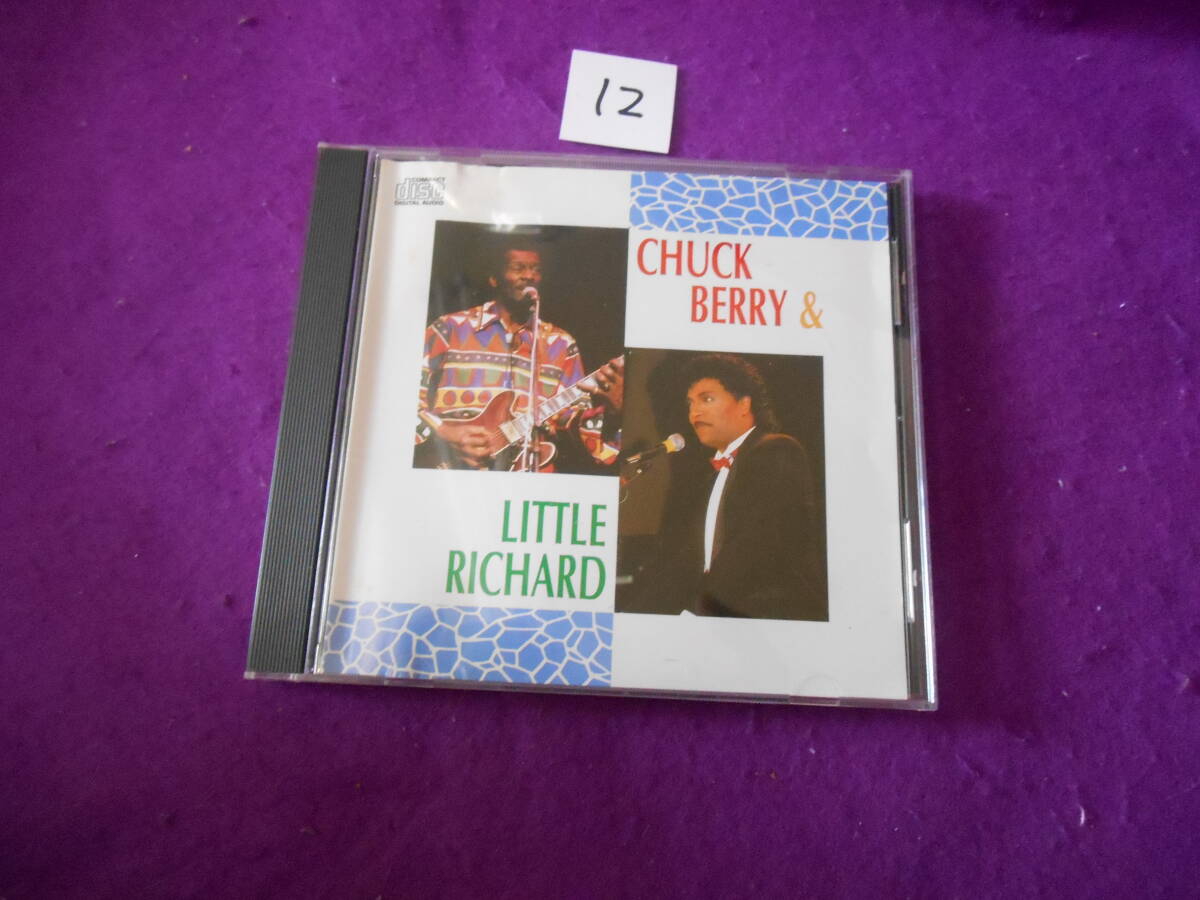 12
COMPACT
disc
DIGITAL AUDIO
CHUCK
BERRY &
LITTLE
RICHARD